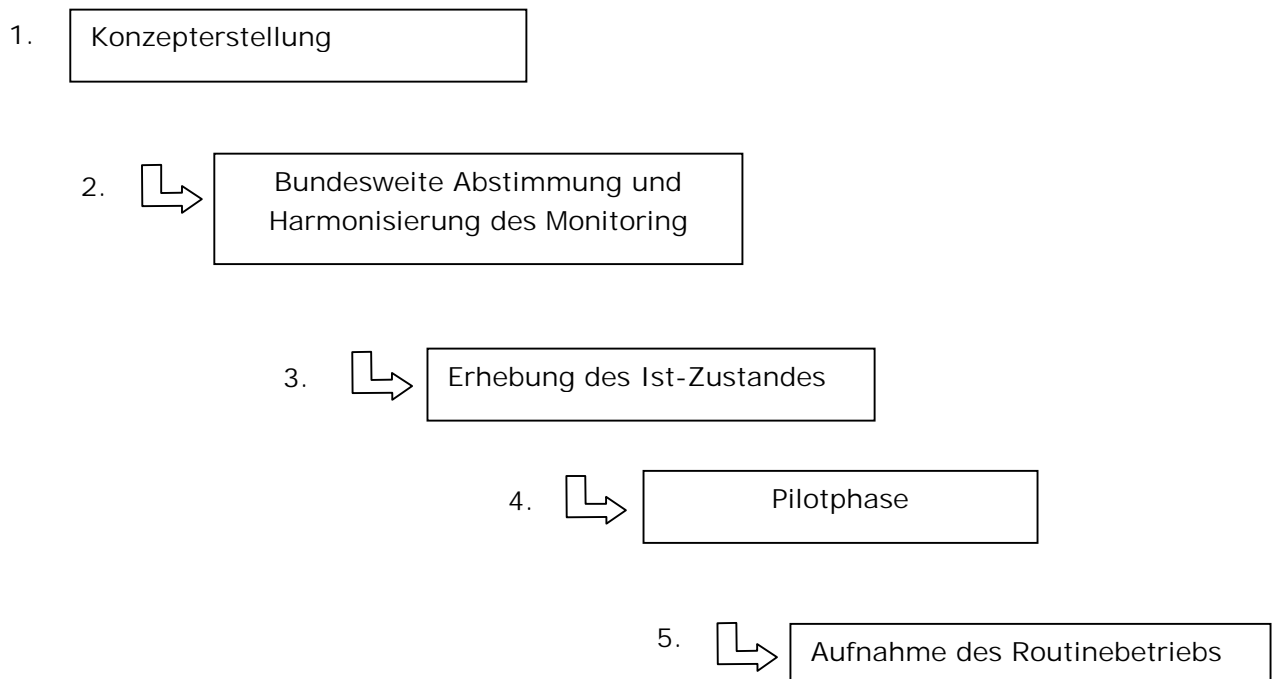 1. Konzepterstellung
2. Bundesweite Abstimmung und
Harmonisierung des Monitoring
3. Erhebung des Ist-Zustandes
4. Pilotphase
5. Aufnahme des Routinebetriebs